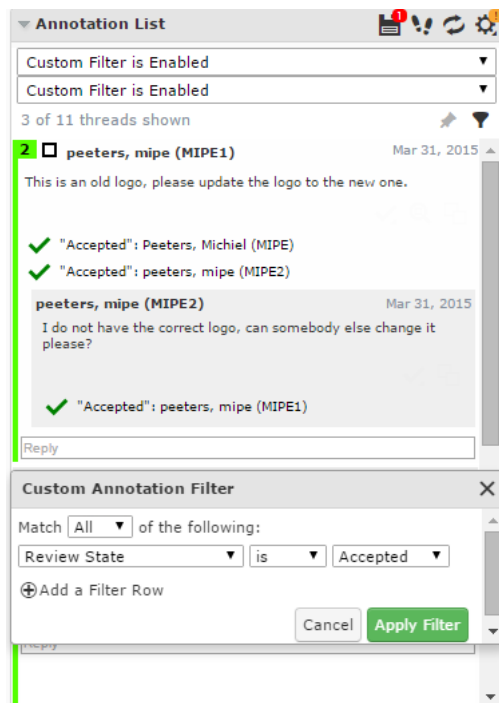 Annotation List
1
Custom Filter is Enabled
Custom Filter is Enabled
3 of 11 threads shown
2 peeters, mipe (MIPE1) Mar 31, 2015
This is an old logo, please update the logo to the new one.
"Accepted": Peeters, Michiel (MIPE)
"Accepted": peeters, mipe (MIPE2)
peeters, mipe (MIPE2) Mar 31, 2015
I do not have the correct logo, can somebody else change it
please?
"Accepted": peeters, mipe (MIPE1)
Reply
Custom Annotation Filter
Match All of the following:
Review State is Accepted
Add a Filter Row
Cancel Apply Filter
Reply